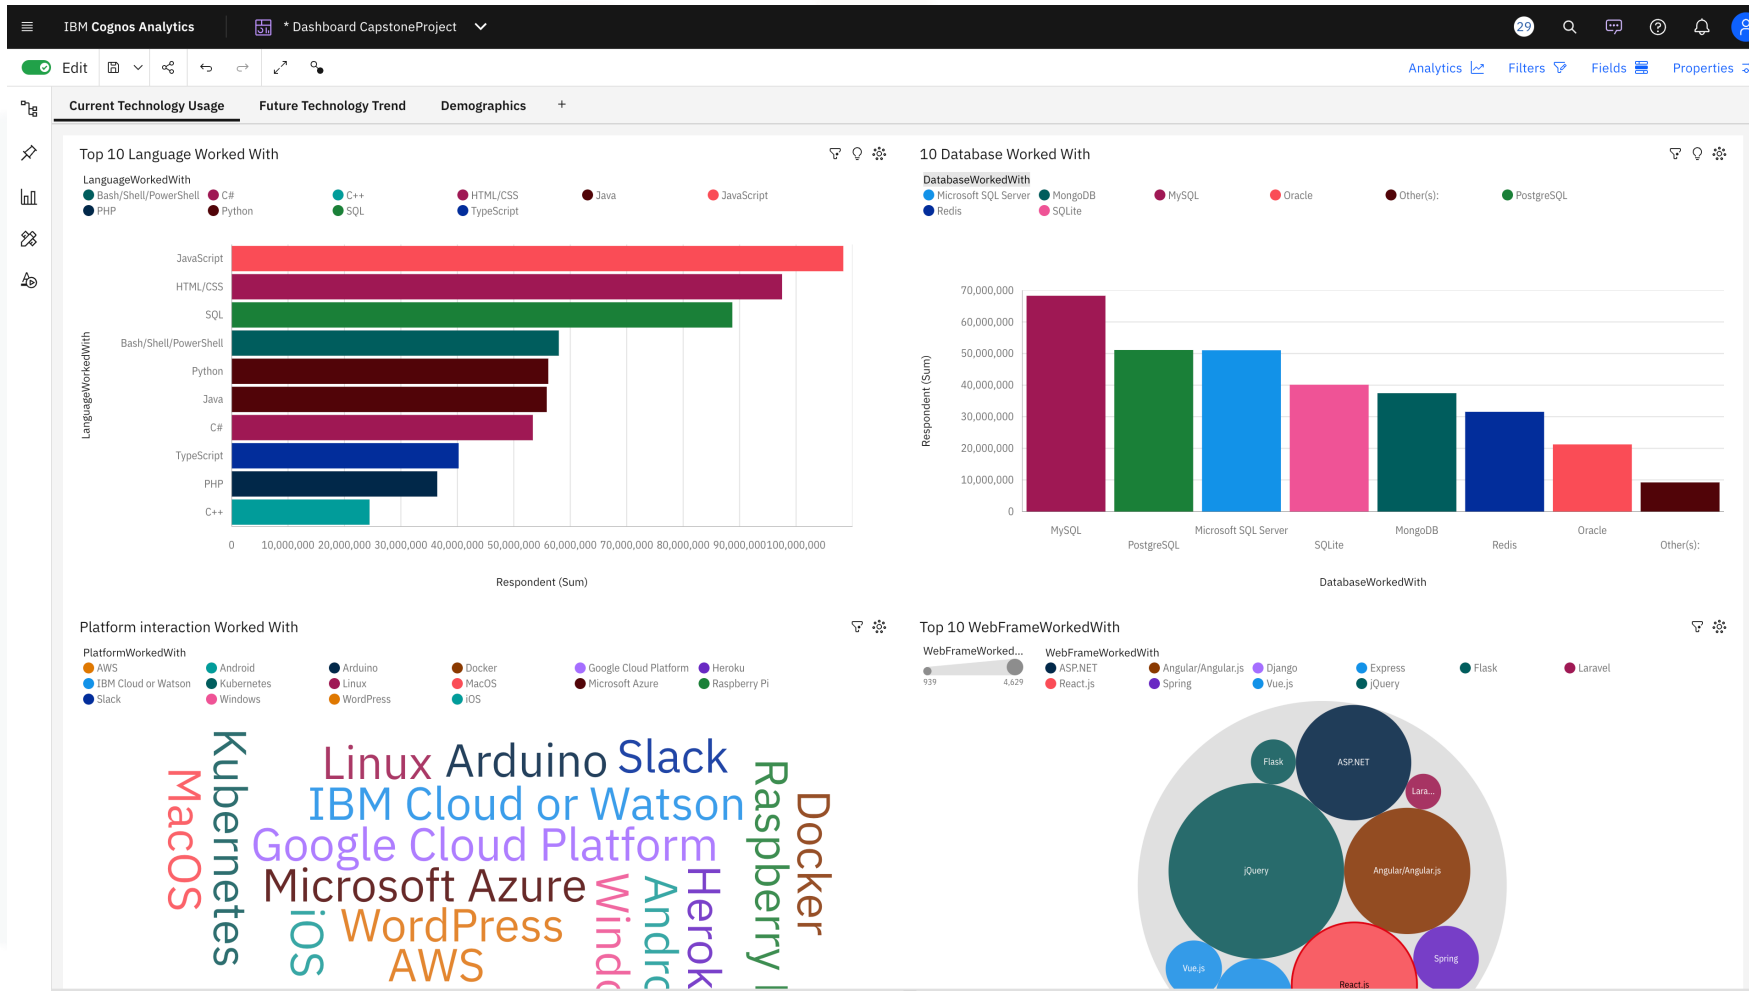 IBM Cognos Analytics
* Dashboard CapstoneProject
29
Edit
Analytics
Filters
Fields
Properties
Current Technology Usage
Future Technology Trend
Demographics
+
Top 10 Language Worked With
LanguageWorkedWith
Bash/Shell/PowerShell C# C++ HTML/CSS Java JavaScript
PHP Python SQL TypeScript
LanguageWorkedWith
JavaScript
HTML/CSS
SQL
Bash/Shell/PowerShell
Python
Java
C#
TypeScript
PHP
C++
0 10,000,000 20,000,000 30,000,000 40,000,000 50,000,000 60,000,000 70,000,000 80,000,000 90,000,000 100,000,000
Respondent (Sum)
10 Database Worked With
DatabaseWorkedWith
Microsoft SQL Server MongoDB MySQL Oracle Other(s): PostgreSQL
Redis SQLite
Respondent (Sum)
70,000,000
60,000,000
50,000,000
40,000,000
30,000,000
20,000,000
10,000,000
0
MySQL Microsoft SQL Server MongoDB Oracle
PostgreSQL SQLite Redis Other(s):
DatabaseWorkedWith
Platform interaction Worked With
PlatformWorkedWith
AWS Android Arduino Docker Google Cloud Platform Heroku
IBM Cloud or Watson Kubernetes Linux MacOS Microsoft Azure Raspberry Pi
Slack Windows WordPress iOS
MacOS
Kubernetes
Linux Arduino Slack
IBM Cloud or Watson
Google Cloud Platform
Microsoft Azure
iOS
WordPress
AWS
Windo
Andro
Herok
Raspberry
Docker
Top 10 WebFrameWorkedWith
WebFrameWorked...
939 4,629
WebFrameWorkedWith
ASP.NET Angular/Angular.js Django Express Flask Laravel
React.js Spring Vue.js jQuery
Flask
ASP.NET
Lara...
jQuery
Angular/Angular.js
Spring
Vue.js
React.js